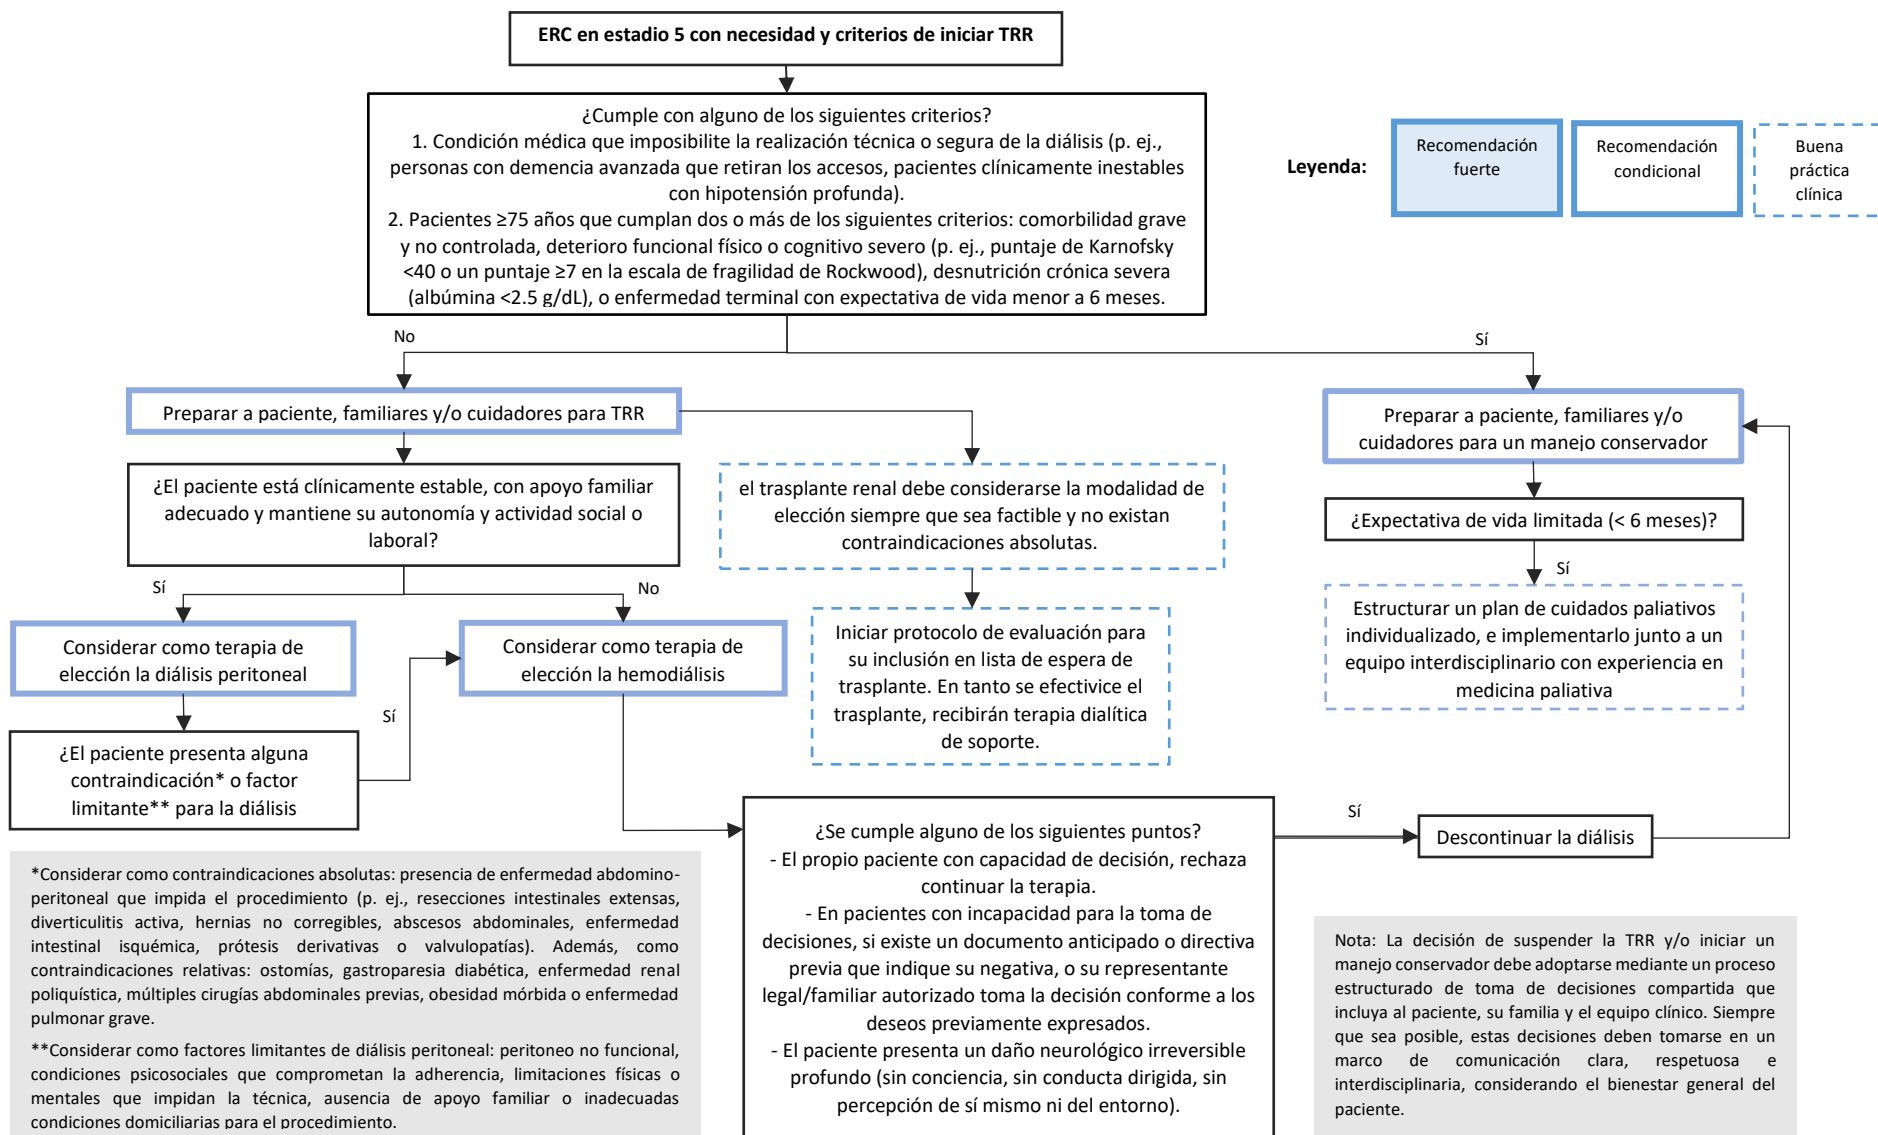 ERC en estadio 5 con necesidad y criterios de iniciar TRR
¿Cumple con alguno de los siguientes criterios?
1. Condición médica que imposibilite la realización técnica o segura de la diálisis (p. ej.,
personas con demencia avanzada que retiran los accesos, pacientes clínicamente inestables
con hipotensión profunda).
2. Pacientes ≥75 años que cumplan dos o más de los siguientes criterios: comorbilidad grave
y no controlada, deterioro funcional físico o cognitivo severo (p. ej., puntaje de Karnofsky
<40 o un puntaje ≥7 en la escala de fragilidad de Rockwood), desnutrición crónica severa
(albúmina <2.5 g/dL), o enfermedad terminal con expectativa de vida menor a 6 meses.
Leyenda:
Recomendación
fuerte
Recomendación
condicional
Buena
práctica
clínica
No
Sí
Preparar a paciente, familiares y/o cuidadores para TRR
Preparar a paciente, familiares y/o
cuidadores para un manejo conservador
¿El paciente está clínicamente estable, con apoyo familiar
adecuado y mantiene su autonomía y actividad social o
laboral?
el trasplante renal debe considerarse la modalidad de
elección siempre que sea factible y no existan
contraindicaciones absolutas.
¿Expectativa de vida limitada (< 6 meses)?
Sí
No
Sí
Considerar como terapia de
elección la diálisis peritoneal
Considerar como terapia de
elección la hemodiálisis
Iniciar protocolo de evaluación para
su inclusión en lista de espera de
trasplante. En tanto se efectivice el
trasplante, recibirán terapia dialítica
de soporte.
Estructurar un plan de cuidados paliativos
individualizado, e implementarlo junto a un
equipo interdisciplinario con experiencia en
medicina paliativa
Sí
¿El paciente presenta alguna
contraindicación* o factor
limitante** para la diálisis
¿Se cumple alguno de los siguientes puntos?
- El propio paciente con capacidad de decisión, rechaza
continuar la terapia.
- En pacientes con incapacidad para la toma de
decisiones, si existe un documento anticipado o directiva
previa que indique su negativa, o su representante
legal/familiar autorizado toma la decisión conforme a los
deseos previamente expresados.
- El paciente presenta un daño neurológico irreversible
profundo (sin conciencia, sin conducta dirigida, sin
percepción de sí mismo ni del entorno).
Sí
Descontinuar la diálisis
*Considerar como contraindicaciones absolutas: presencia de enfermedad abdomino-
peritoneal que impida el procedimiento (p. ej., resecciones intestinales extensas,
diverticulitis activa, hernias no corregibles, abscesos abdominales, enfermedad
intestinal isquémica, prótesis derivativas o valvulopatías). Además, como
contraindicaciones relativas: ostomías, gastroparesia diabética, enfermedad renal
poliquística, múltiples cirugías abdominales previas, obesidad mórbida o enfermedad
pulmonar grave.
**Considerar como factores limitantes de diálisis peritoneal: peritoneo no funcional,
condiciones psicosociales que comprometan la adherencia, limitaciones físicas o
mentales que impidan la técnica, ausencia de apoyo familiar o inadecuadas
condiciones domiciliarias para el procedimiento.
Nota: La decisión de suspender la TRR y/o iniciar un
manejo conservador debe adoptarse mediante un proceso
estructurado de toma de decisiones compartida que
incluya al paciente, su familia y el equipo clínico. Siempre
que sea posible, estas decisiones deben tomarse en un
marco de comunicación clara, respetuosa e
interdisciplinaria, considerando el bienestar general del
paciente.